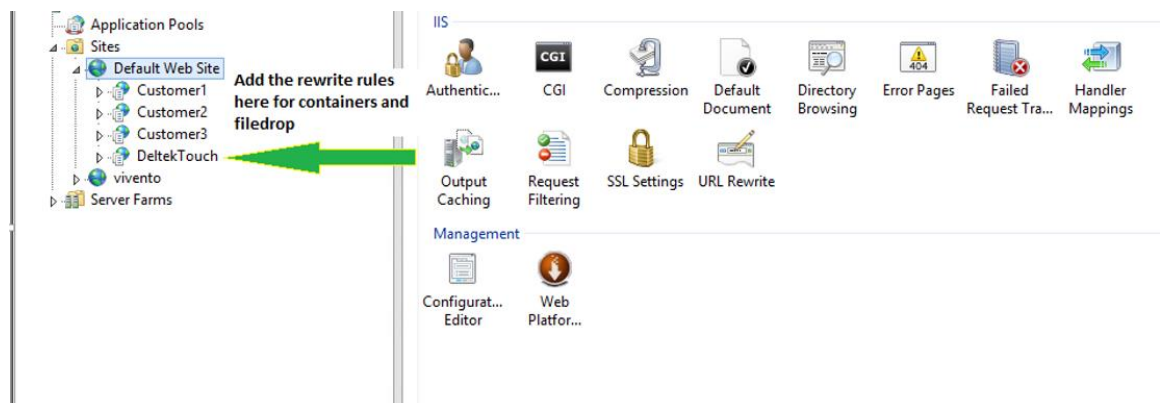 Application Pools
Sites
Default Web Site
Customer1
Customer2
Customer3
DeltekTouch
vivento
Server Farms
Add the rewrite rules
here for containers and
filedrop
IIS
Authentic...
CGI
Compression
Default
Document
Directory
Browsing
Error Pages
Failed
Request Tra...
Handler
Mappings
CGI
404
Output
Caching
Request
Filtering
SSL Settings
URL Rewrite
Management
Configurat...
Editor
Web
Platfor...